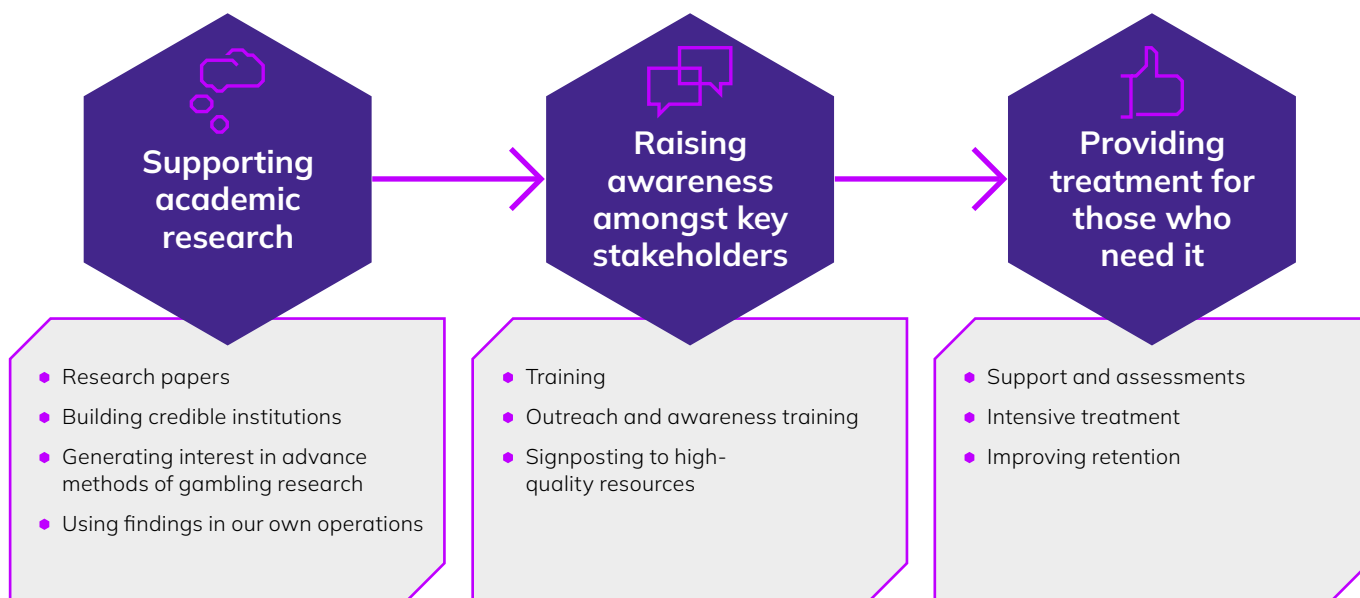 Supporting
academic
research
Research papers
Building credible institutions
Generating interest in advance
methods of gambling research
Using findings in our own operations
Raising
awareness
amongst key
stakeholders
Training
Outreach and awareness training
Signposting to high-
quality resources
Providing
treatment for
those who
need it
Support and assessments
Intensive treatment
Improving retention